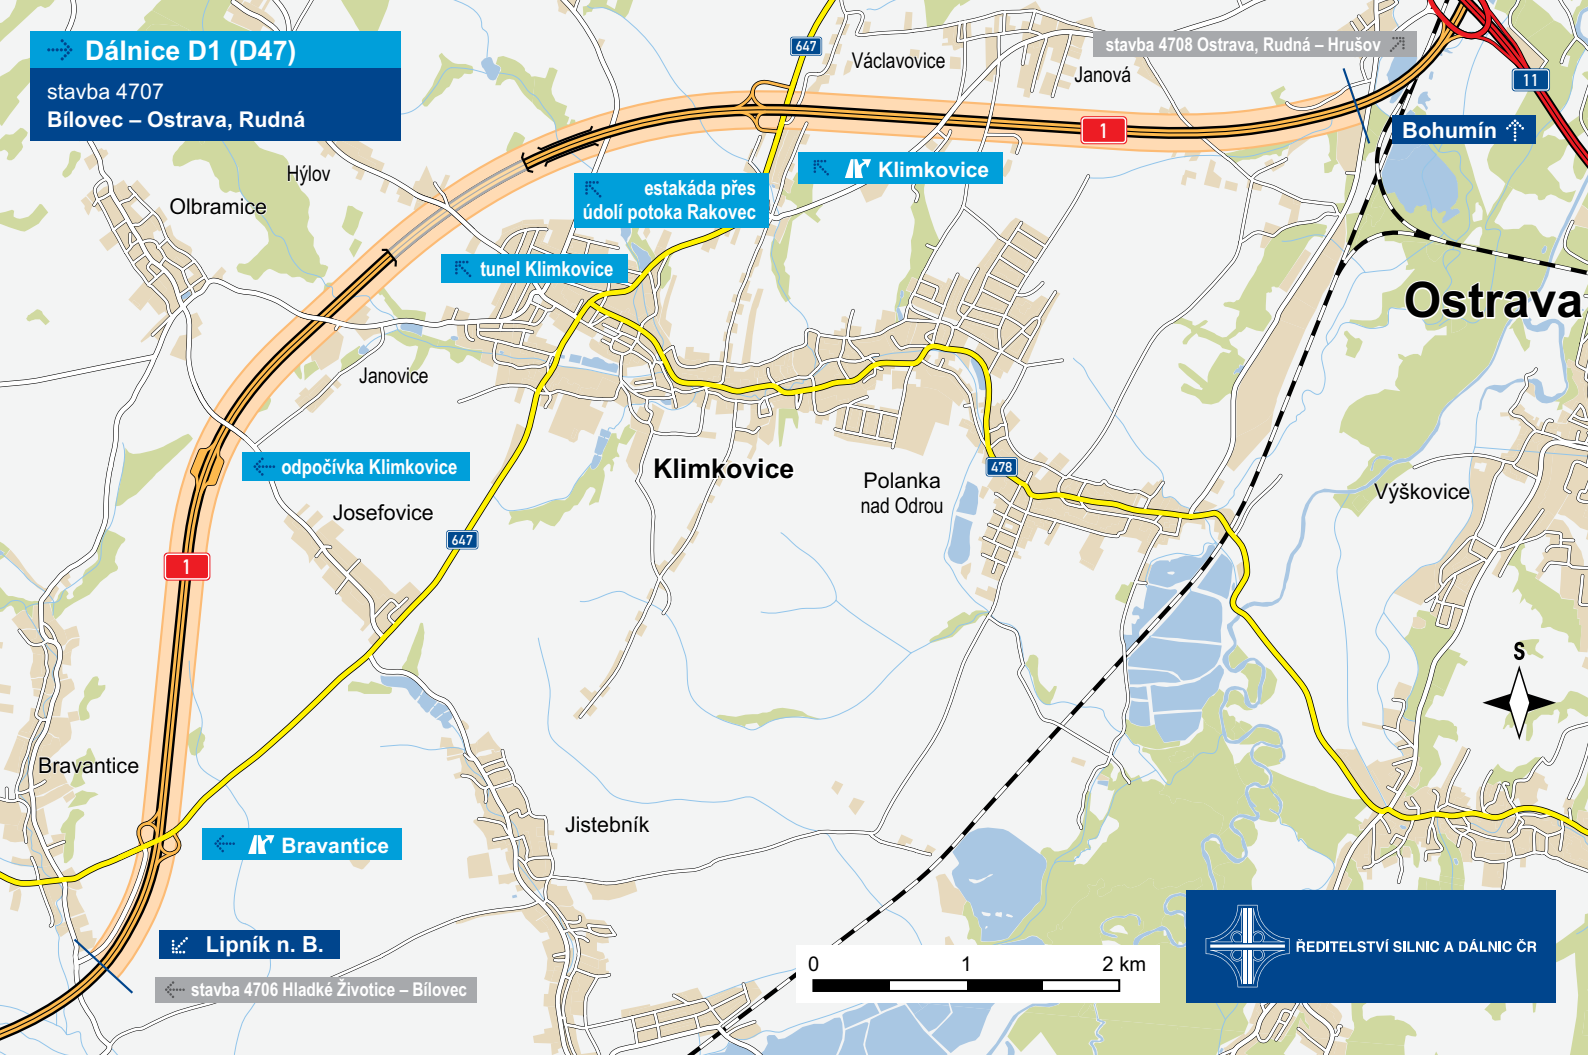 Dálnice D1 (D47)
stavba 4707
Bílovec – Ostrava, Rudná
647
Václavovice
stavba 4708 Ostrava, Rudná – Hrušov
Janová
11
1
Bohumín
Hýlov
Klimkovice
estakáda přes
údolí potoka Rakovec
Olbramice
tunel Klimkovice
Ostrava
Janovice
odpočívka Klimkovice
Klimkovice
478
Polanka
nad Odrou
Výškovice
Josefovice
647
1
S
Bravantice
Jistebník
Bravantice
Lipník n. B.
stavba 4706 Hladké Životice – Bílovec
0 1 2 km
ŘEDITELSTVÍ SILNIC A DÁLNIC ČR